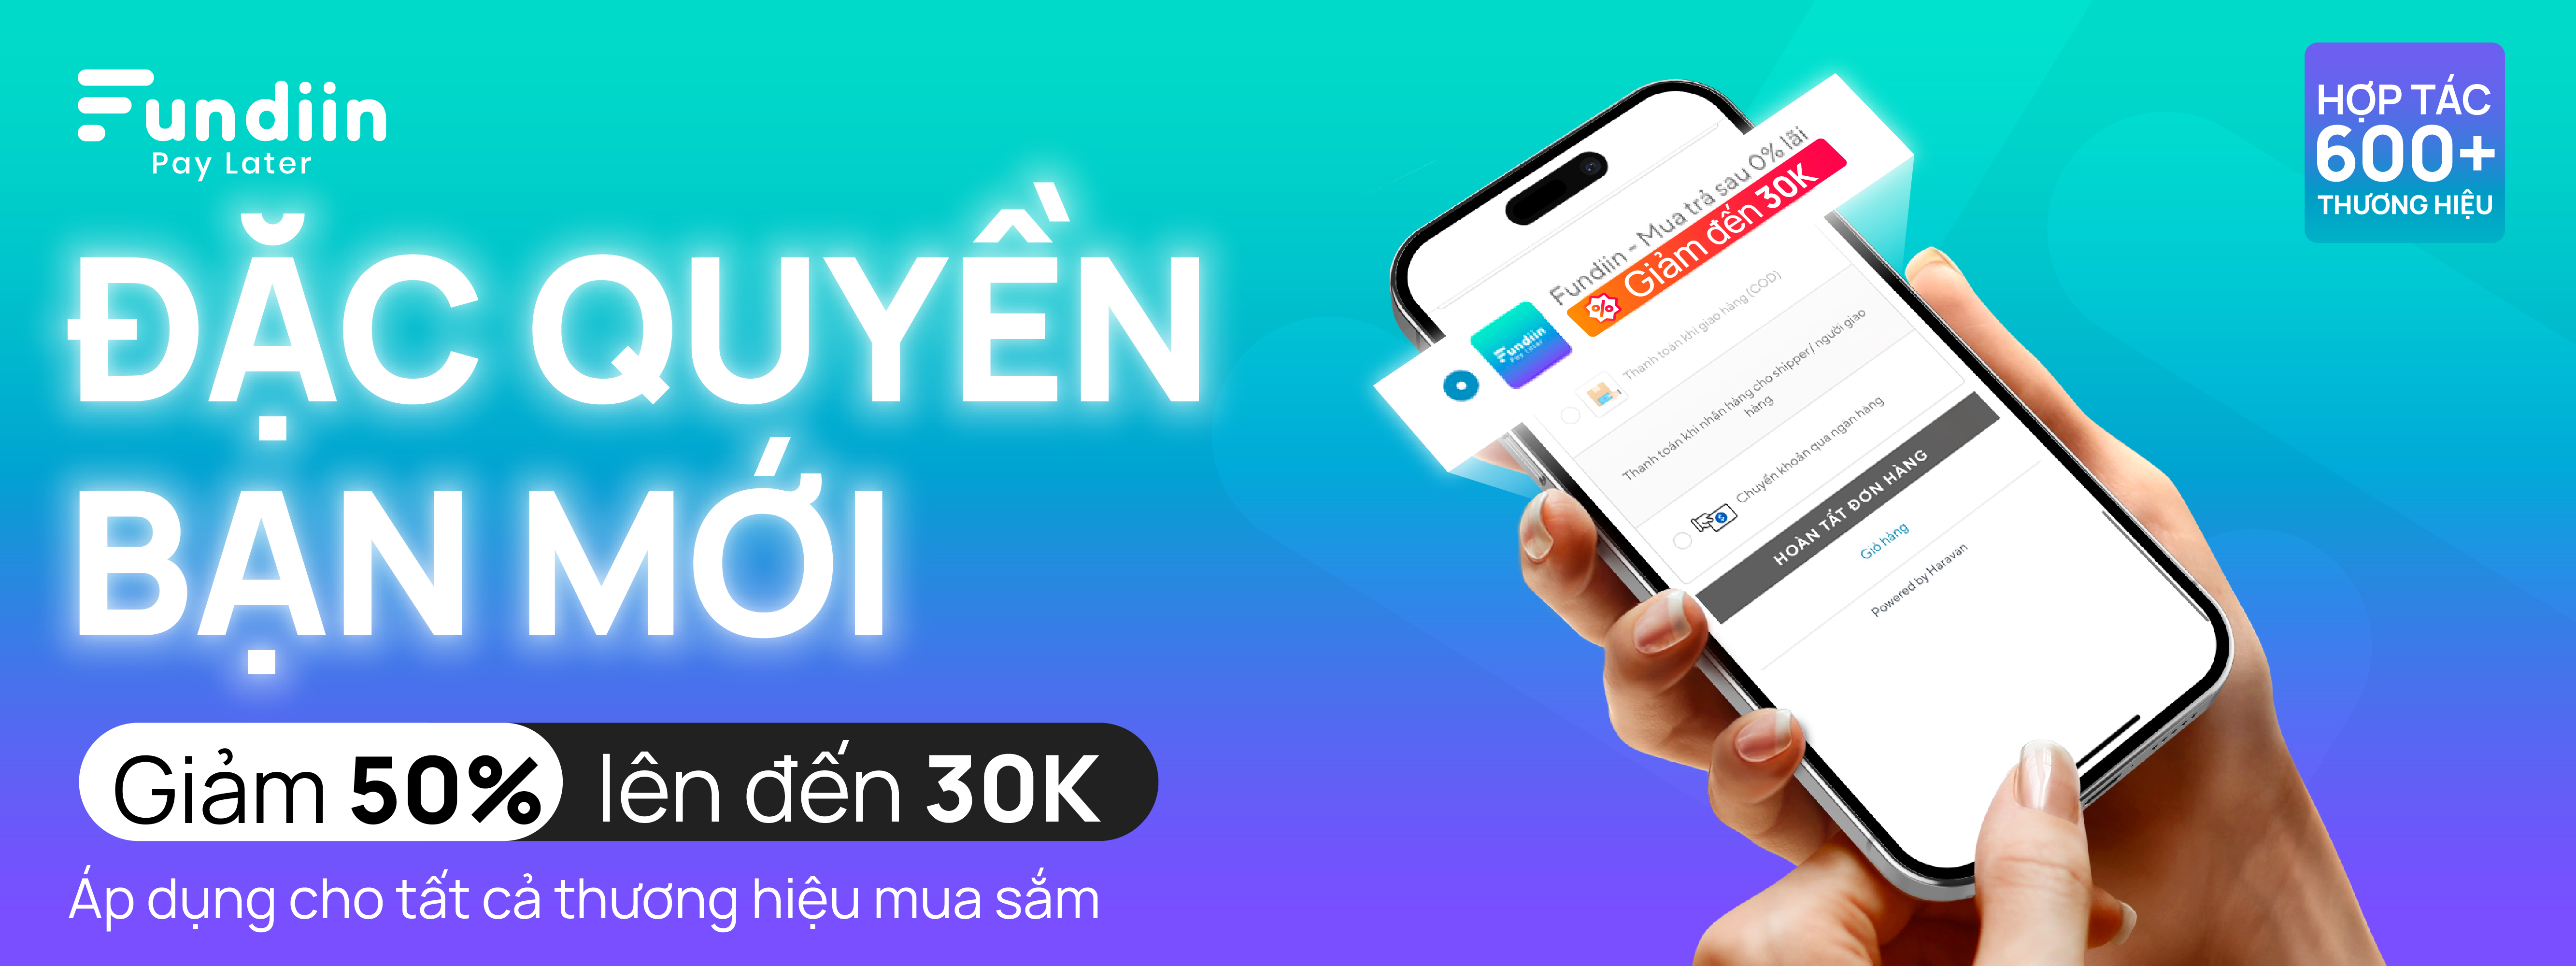 Fundiin
Pay Later
ĐẶC QUYỀN
BẠN MỚI
Giảm 50% lên đến 30K
Áp dụng cho tất cả thương hiệu mua sắm
Fundiin - Mua trả sau 0% lãi
Giảm đến 30K
Fundiin
Pay Later
Thanh toán khi giao hàng (COD)
Thanh toán khi nhận hàng cho shipper/ người giao
hàng
Chuyển khoản qua ngân hàng
HOÀN TẤT ĐƠN HÀNG
Giỏ hàng
Powered by Haravan
HỢP TÁC
600+
THƯƠNG HIỆU